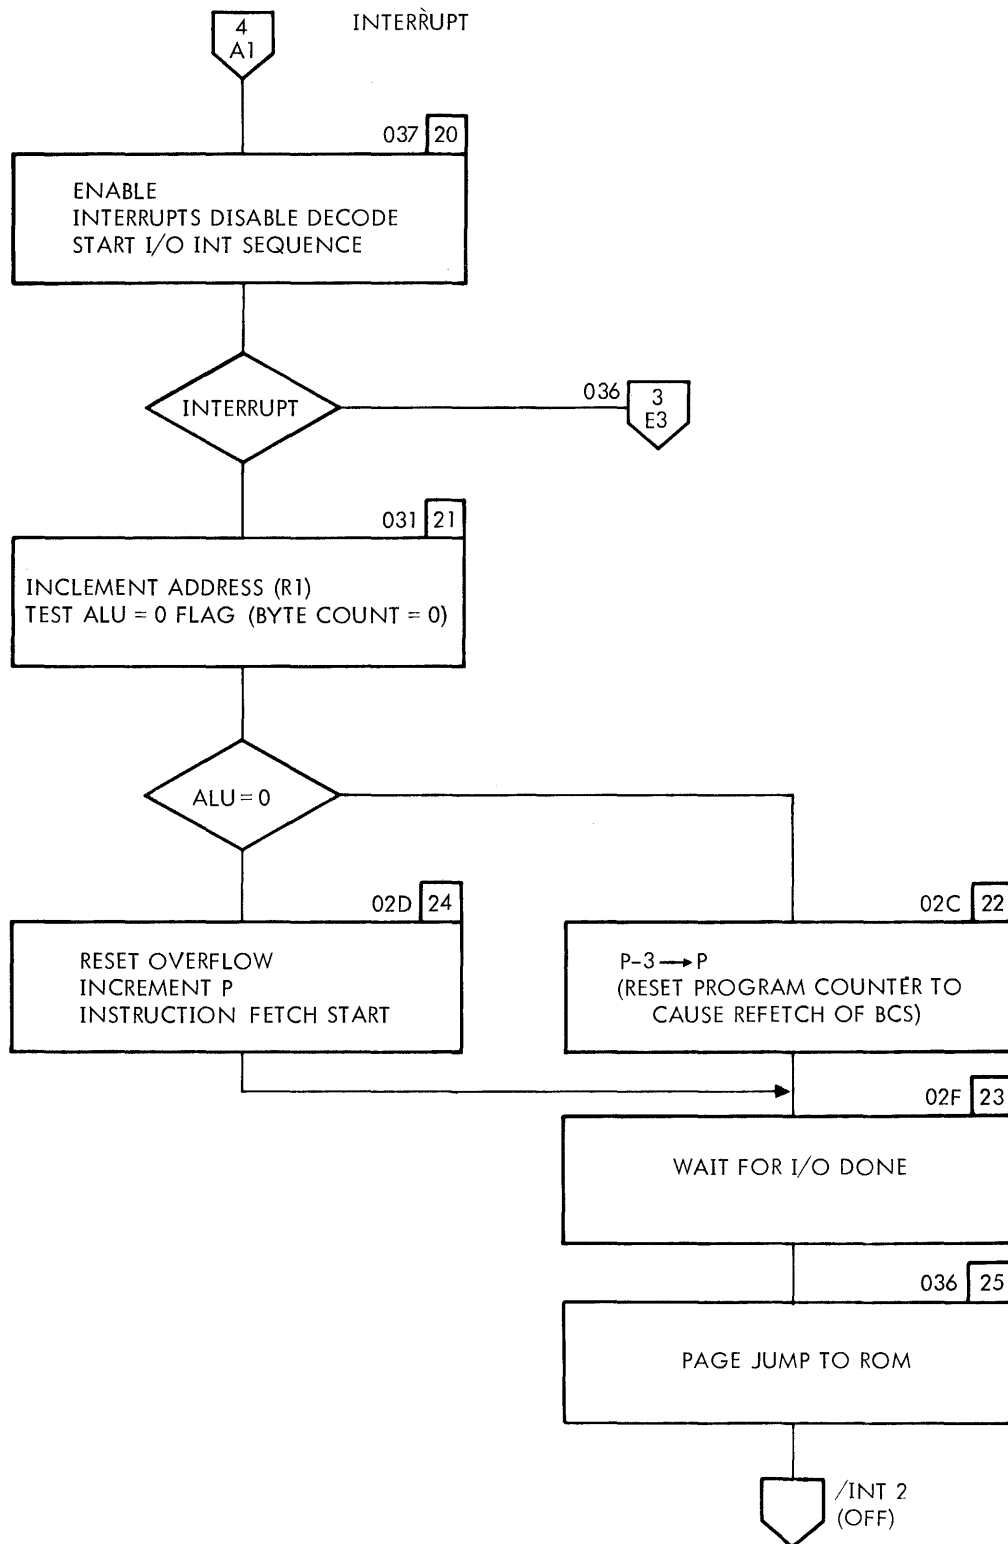 4
A1
INTERRUPT
037 20
ENABLE
INTERRUPTS DISABLE DECODE
START I/O INT SEQUENCE
INTERRUPT
036
3
E3
031 21
INCLEMENT ADDRESS (R1)
TEST ALU = 0 FLAG (BYTE COUNT = 0)
ALU = 0
02D 24
RESET OVERFLOW
INCREMENT P
INSTRUCTION FETCH START
02C 22
P-3 → P
(RESET PROGRAM COUNTER TO
CAUSE REFETCH OF BCS)
02F 23
WAIT FOR I/O DONE
036 25
PAGE JUMP TO ROM
/INT 2
(OFF)